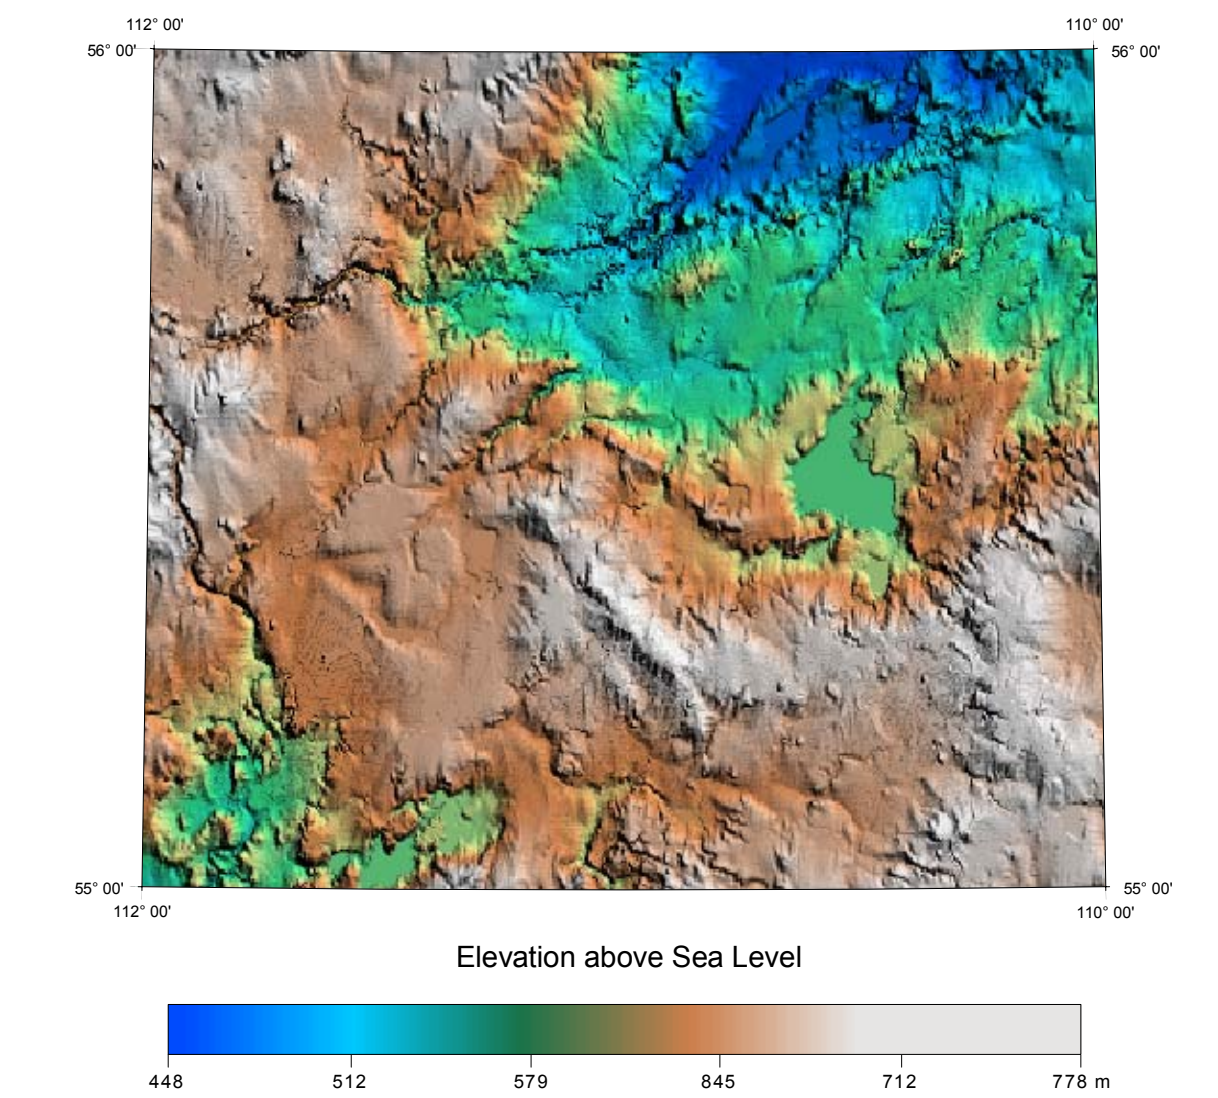 112° 00' 110° 00'
56° 00' 56° 00'
55° 00' 55° 00'
112° 00' 110° 00'
Elevation above Sea Level
448 512 579 845 712 778 m